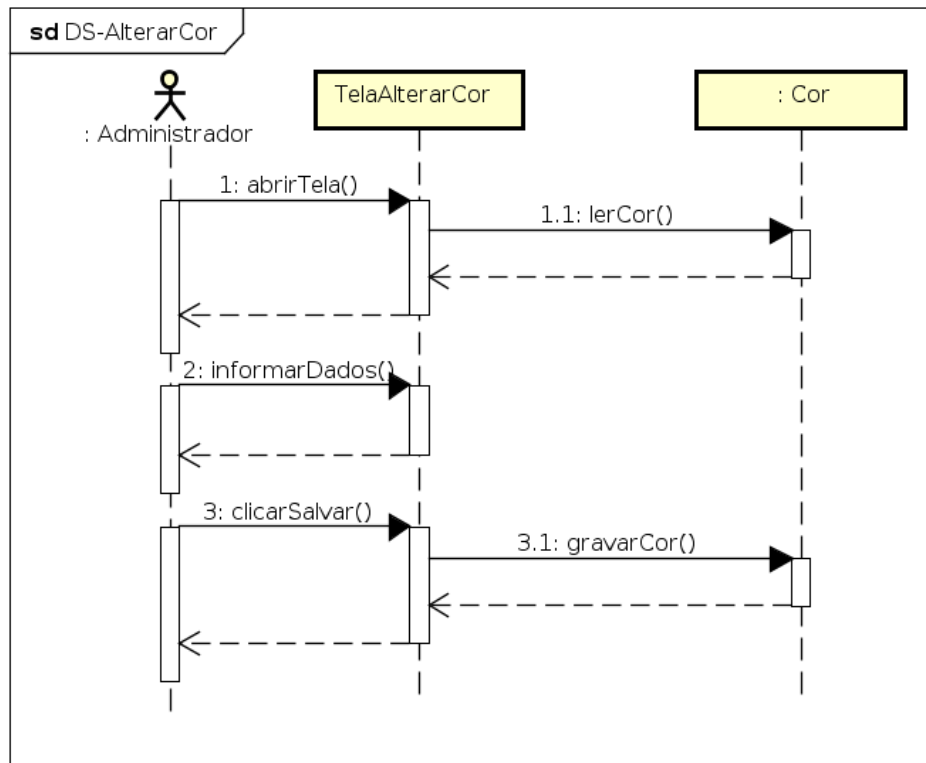 sd DS-AlterarCor
TelaAlterarCor
: Cor
: Administrador
1: abrirTela()
1.1: lerCor()
2: informarDados()
3: clicarSalvar()
3.1: gravarCor()